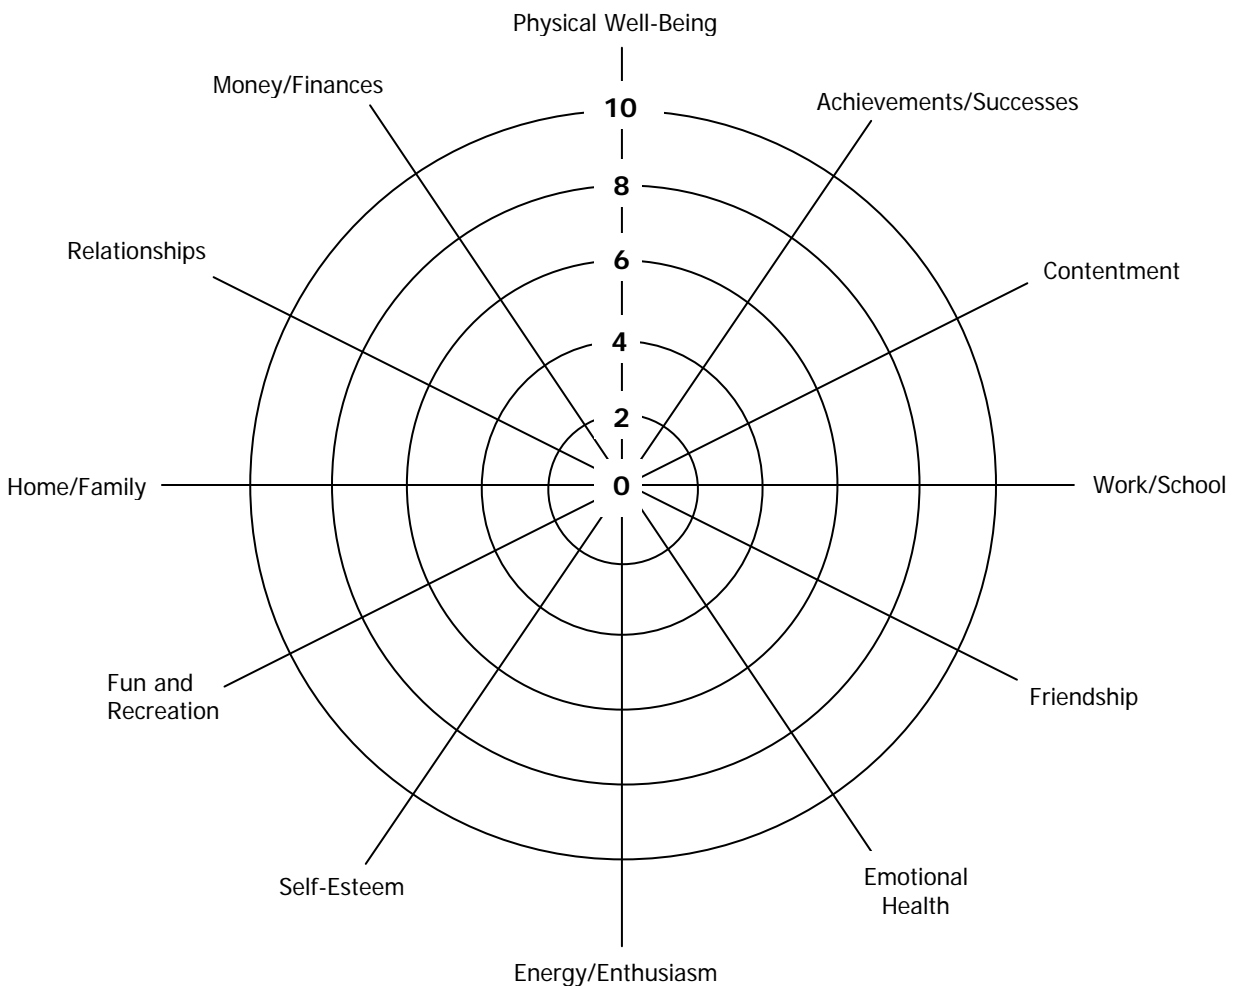 Physical Well-Being
Money/Finances
Achievements/Successes
10
8
6
4
2
0
Relationships
Contentment
Home/Family
Work/School
Fun and
Recreation
Friendship
Self-Esteem
Emotional
Health
Energy/Enthusiasm